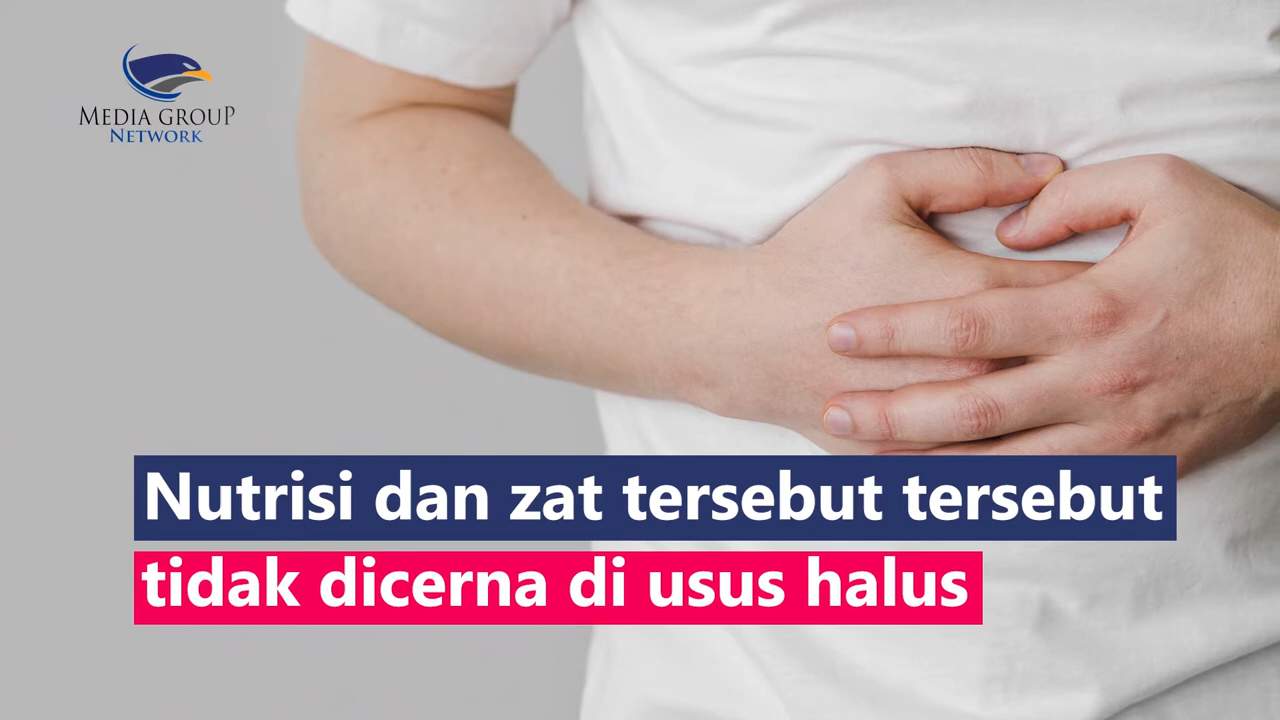 MEDIA GROUP
NETWORK
Nutrisi dan zat tersebut tersebut
tidak dicerna di usus halus